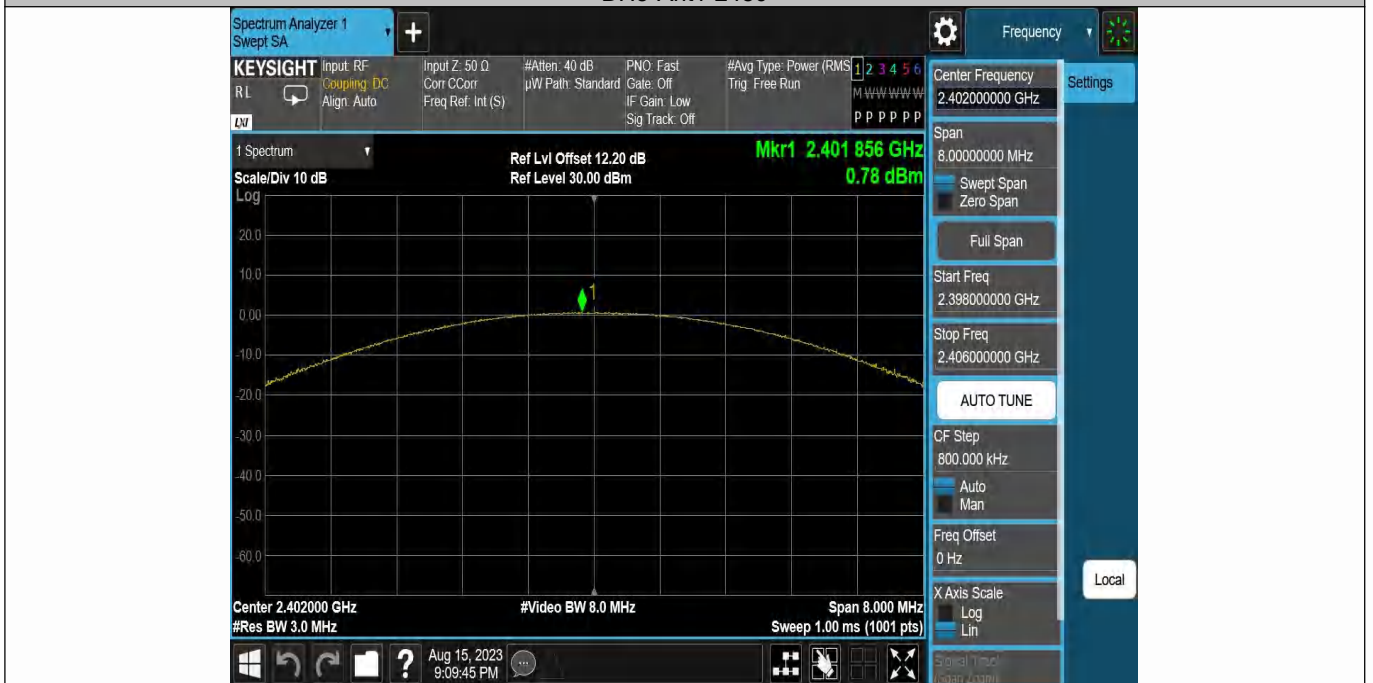 Spectrum Analyzer 1
Swept SA
+
Frequency
KEYSIGHT
Input: RF
Coupling: DC
Align: Auto
RL
LXI
Input Z: 50 Ω
Corr CCorr
Freq Ref: Int (S)
#Atten: 40 dB
µW Path: Standard
PNO: Fast
Gate: Off
IF Gain: Low
Sig Track: Off
#Avg Type: Power (RMS
Trig: Free Run
1 2 3 4 5 6
M W W W W W
P P P P P P
Center Frequency
2.402000000 GHz
Settings
1 Spectrum
Scale/Div 10 dB
Ref Lvl Offset 12.20 dB
Ref Level 30.00 dBm
Mkr1 2.401 856 GHz
0.78 dBm
Span
8.00000000 MHz
Swept Span
Zero Span
Full Span
Start Freq
2.398000000 GHz
Stop Freq
2.406000000 GHz
AUTO TUNE
CF Step
800.000 kHz
Auto
Man
Freq Offset
0 Hz
X Axis Scale
Log
Lin
Local
Log
20.0
10.0
0.00
-10.0
-20.0
-30.0
-40.0
-50.0
-60.0
1
Center 2.402000 GHz
#Res BW 3.0 MHz
#Video BW 8.0 MHz
Span 8.000 MHz
Sweep 1.00 ms (1001 pts)
?
Aug 15, 2023
9:09:45 PM
Signal Track
(Span Zoom)